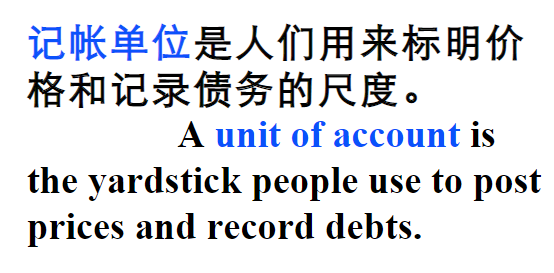 记帐单位是人们用来标明价
格和记录债务的尺度。
A unit of account is
the yardstick people use to post
prices and record debts.